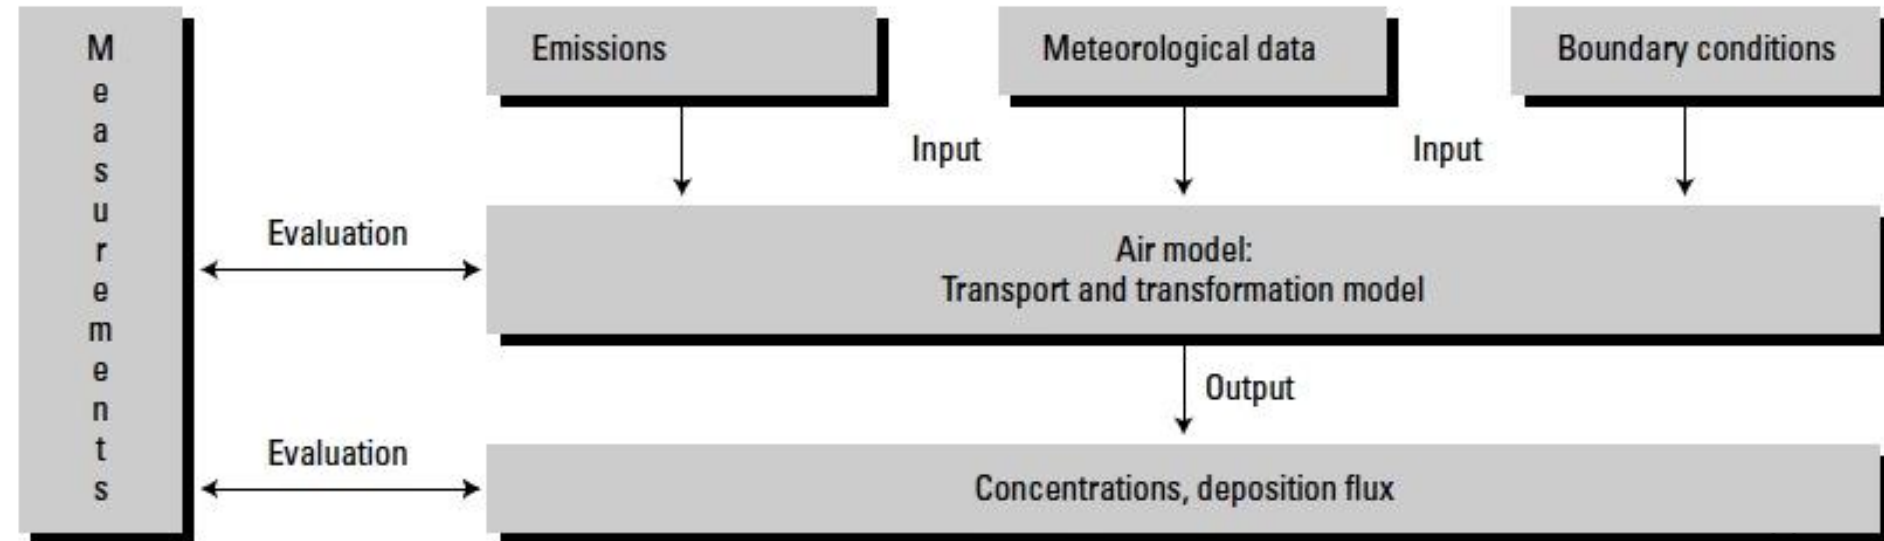 Measurements
Emissions
Meteorological data
Boundary conditions
Input
Input
Evaluation
Air model:
Transport and transformation model
Output
Evaluation
Concentrations, deposition flux